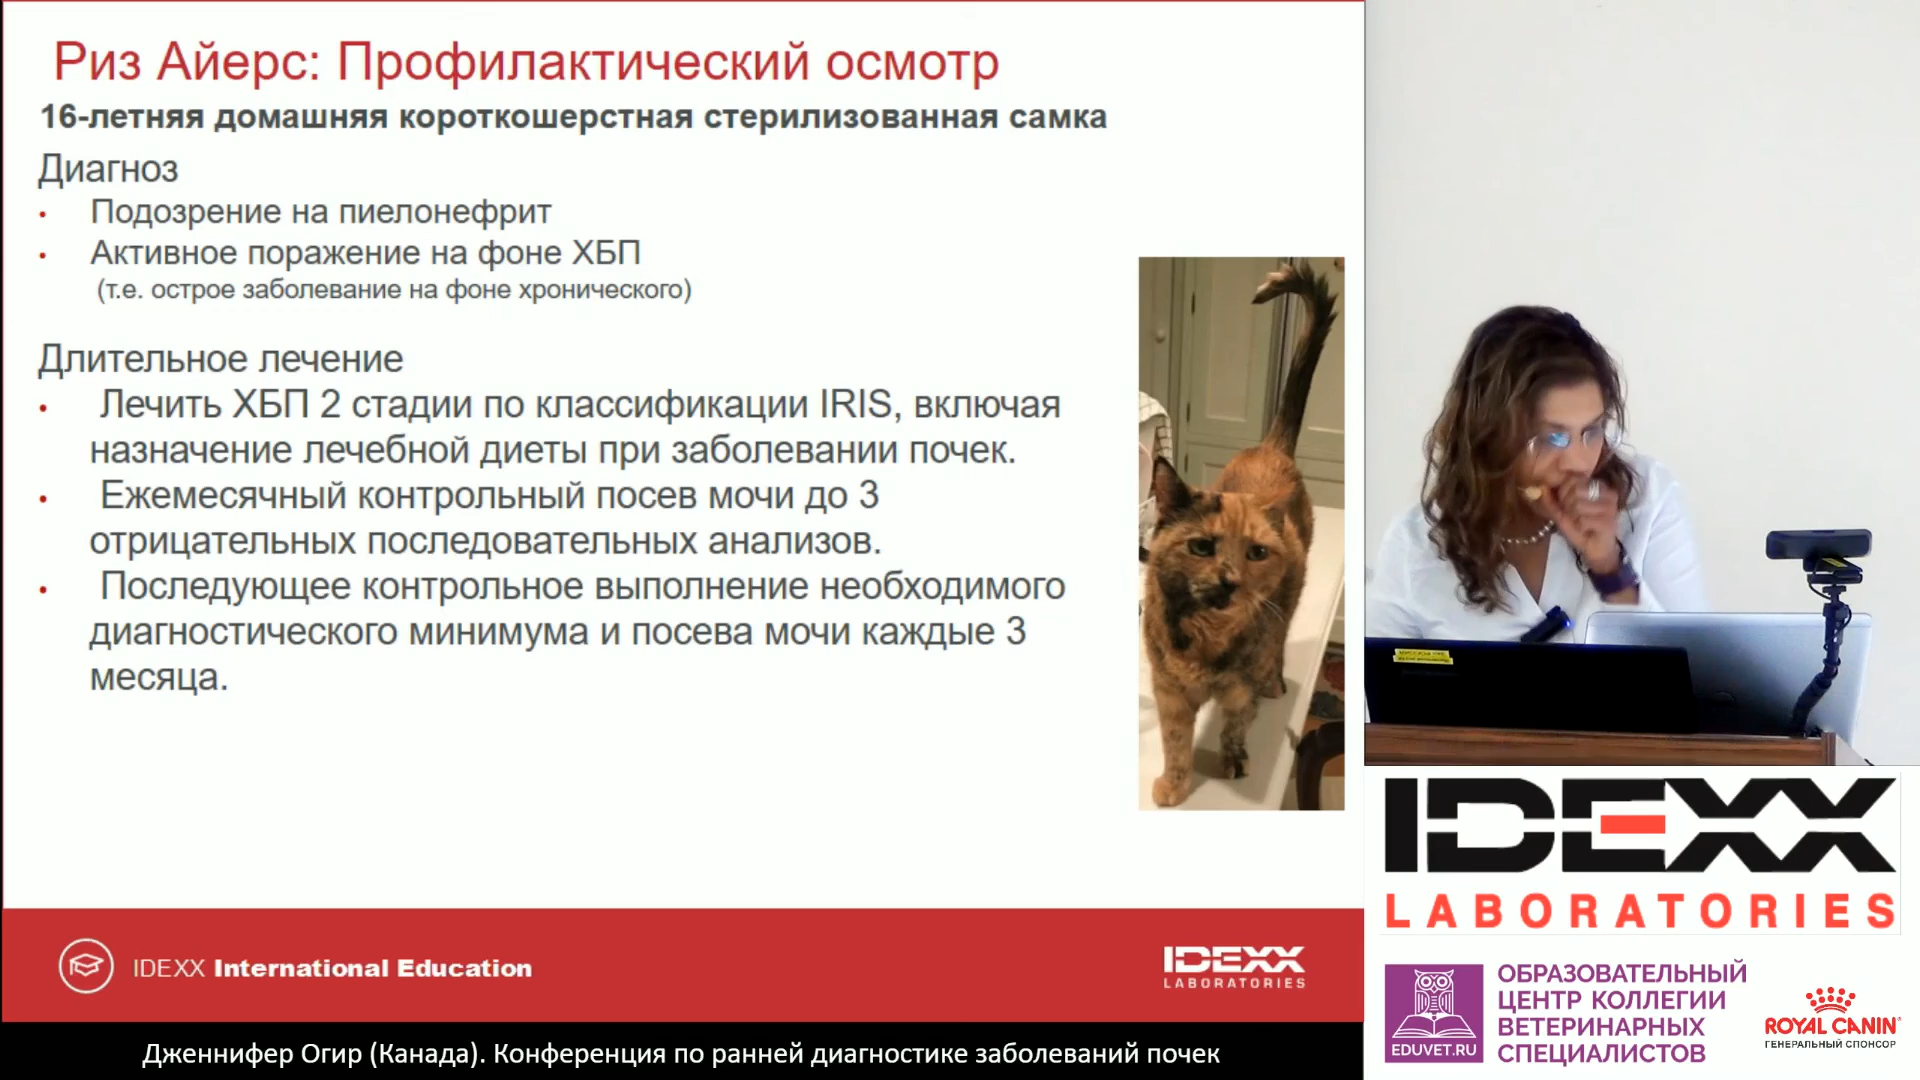 Риз Айерс: Профилактический осмотр
16-летняя домашняя короткошерстная стерилизованная самка
Диагноз
• Подозрение на пиелонефрит
• Активное поражение на фоне ХБП
(т.е. острое заболевание на фоне хронического)
Длительное лечение
• Лечить ХБП 2 стадии по классификации IRIS, включая
назначение лечебной диеты при заболевании почек.
• Ежемесячный контрольный посев мочи до 3
отрицательных последовательных анализов.
• Последующее контрольное выполнение необходимого
диагностического минимума и посева мочи каждые 3
месяца.
IDEXX International Education
IDEXX
LABORATORIES
Дженнифер Огир (Канада). Конференция по ранней диагностике заболеваний почек
IDEXX
LABORATORIES
EDUVET.RU
ОБРАЗОВАТЕЛЬНЫЙ
ЦЕНТР КОЛЛЕГИИ
ВЕТЕРИНАРНЫХ
СПЕЦИАЛИСТОВ
ROYAL CANIN
ГЕНЕРАЛЬНЫЙ СПОНСОР